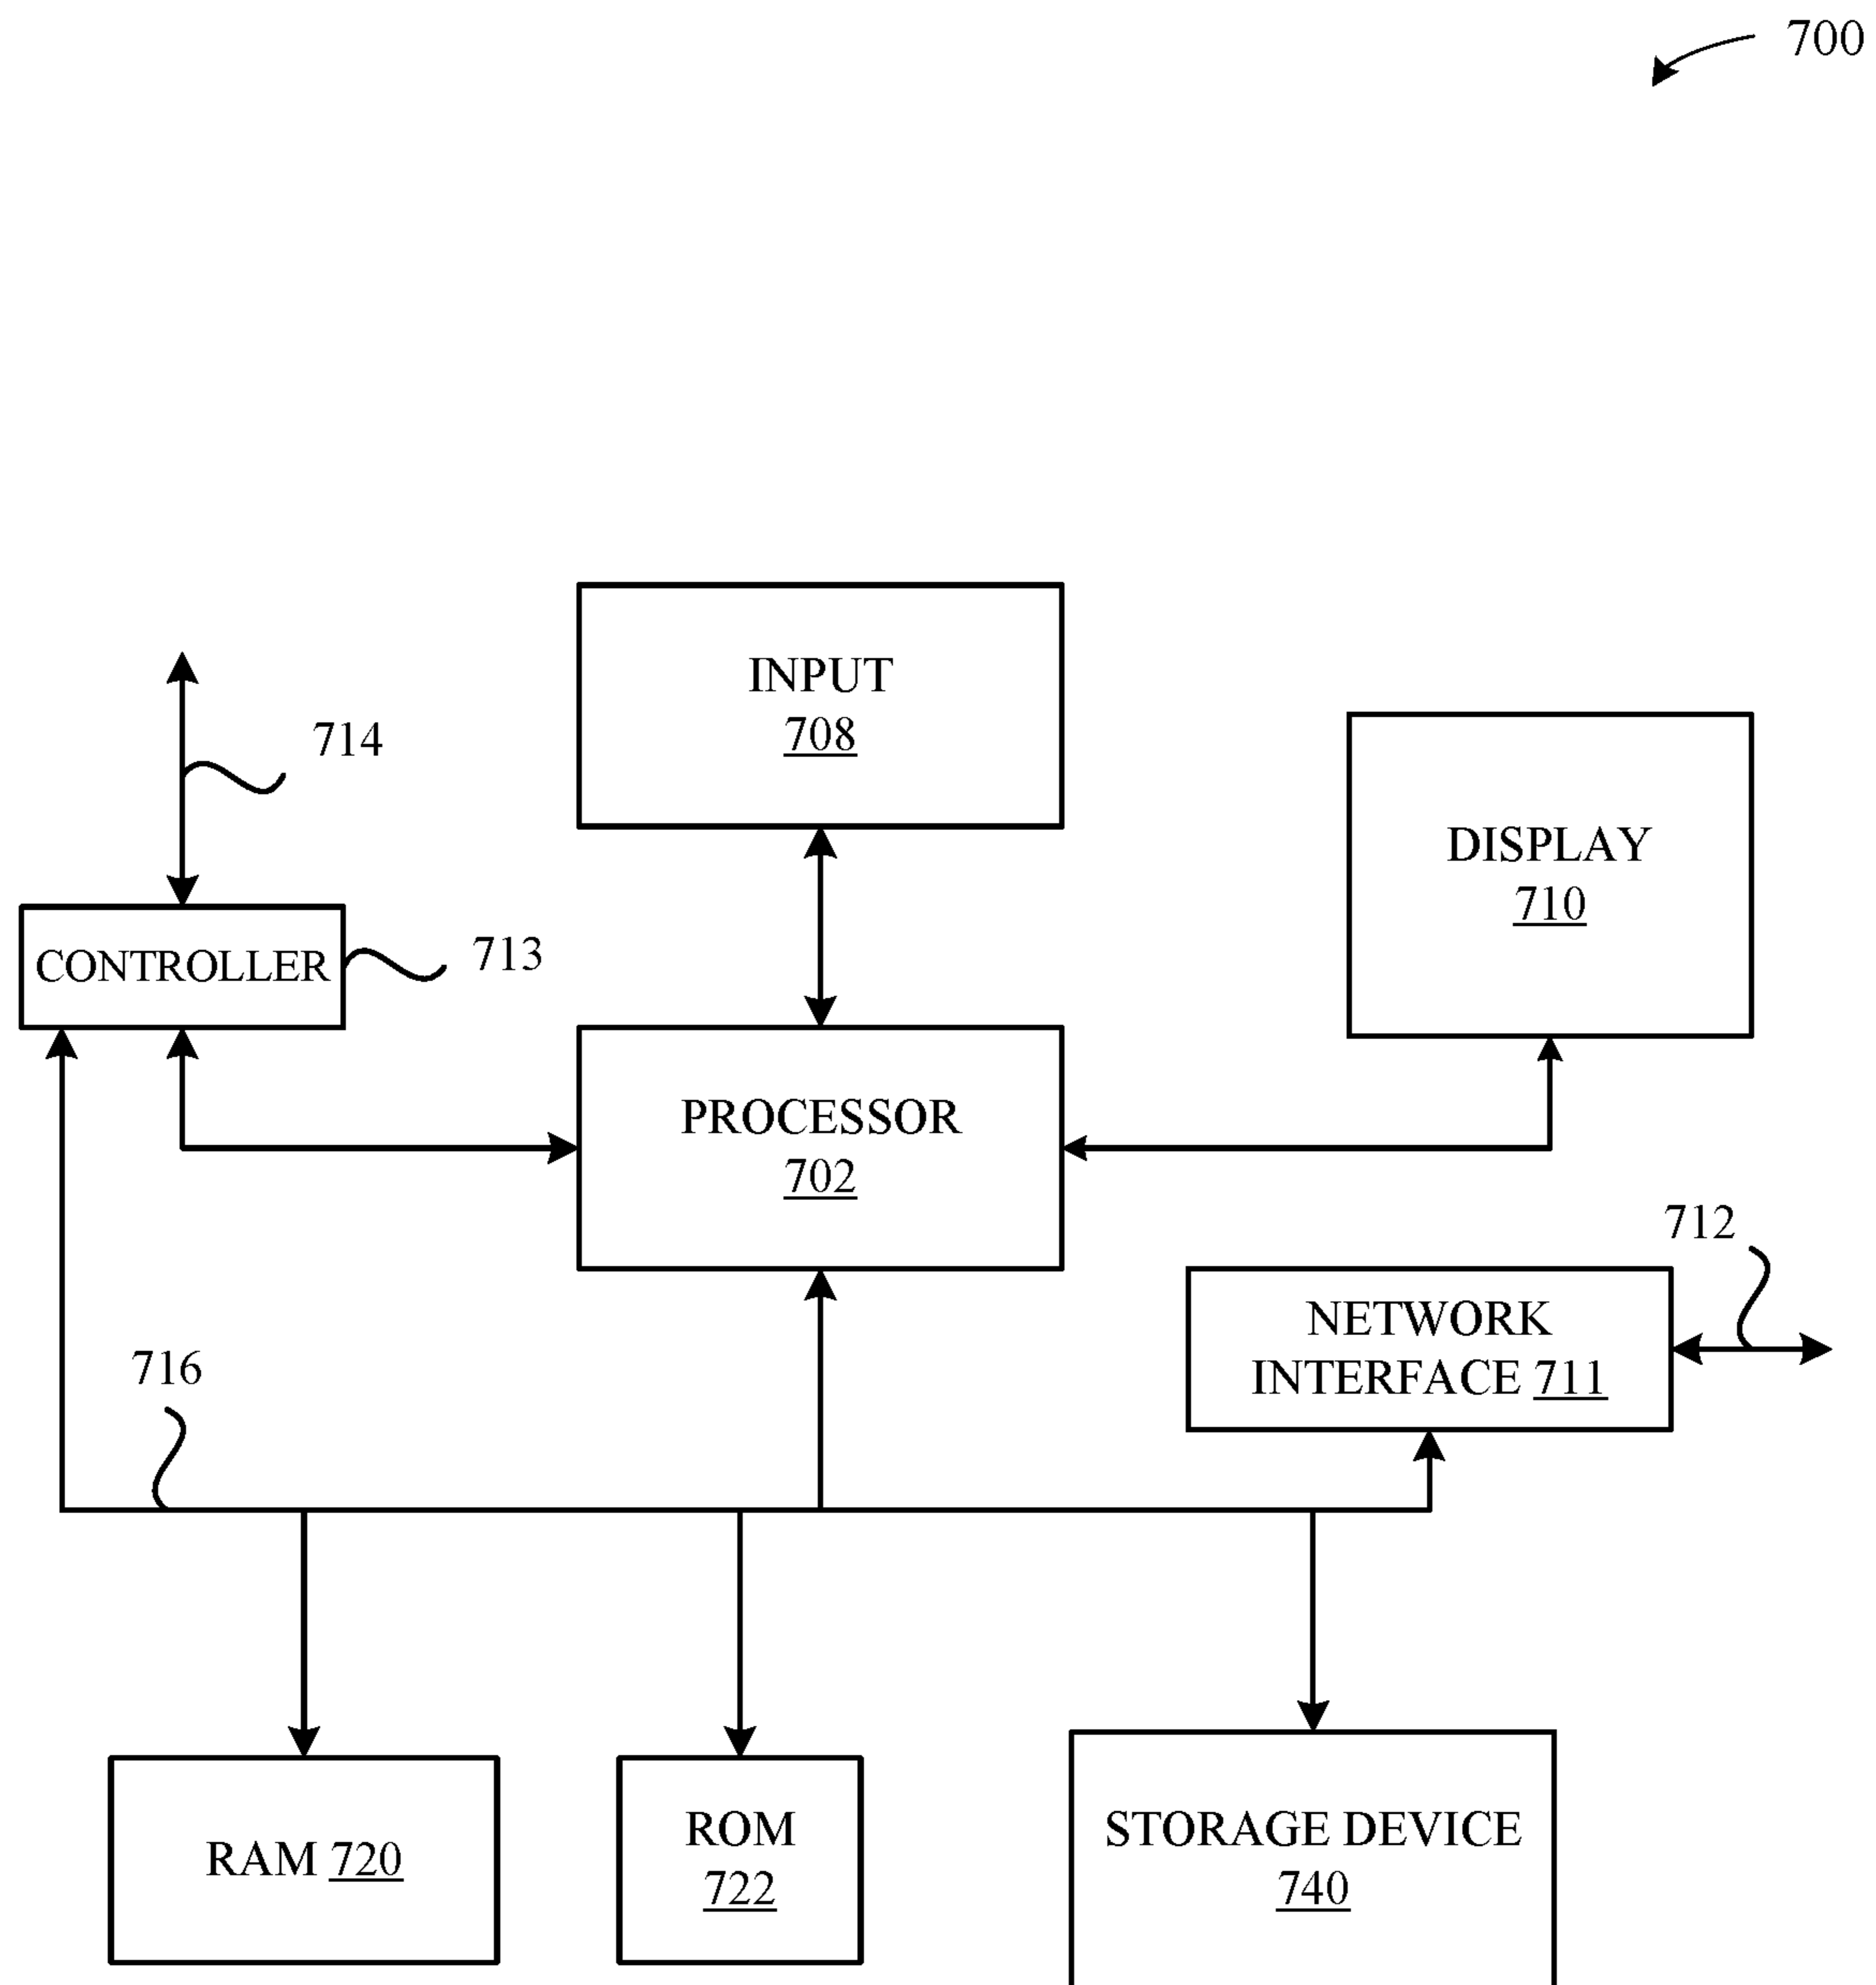 700
INPUT
708
714
DISPLAY
710
CONTROLLER
713
PROCESSOR
702
712
NETWORK
INTERFACE 711
716
RAM 720
ROM
722
STORAGE DEVICE
740